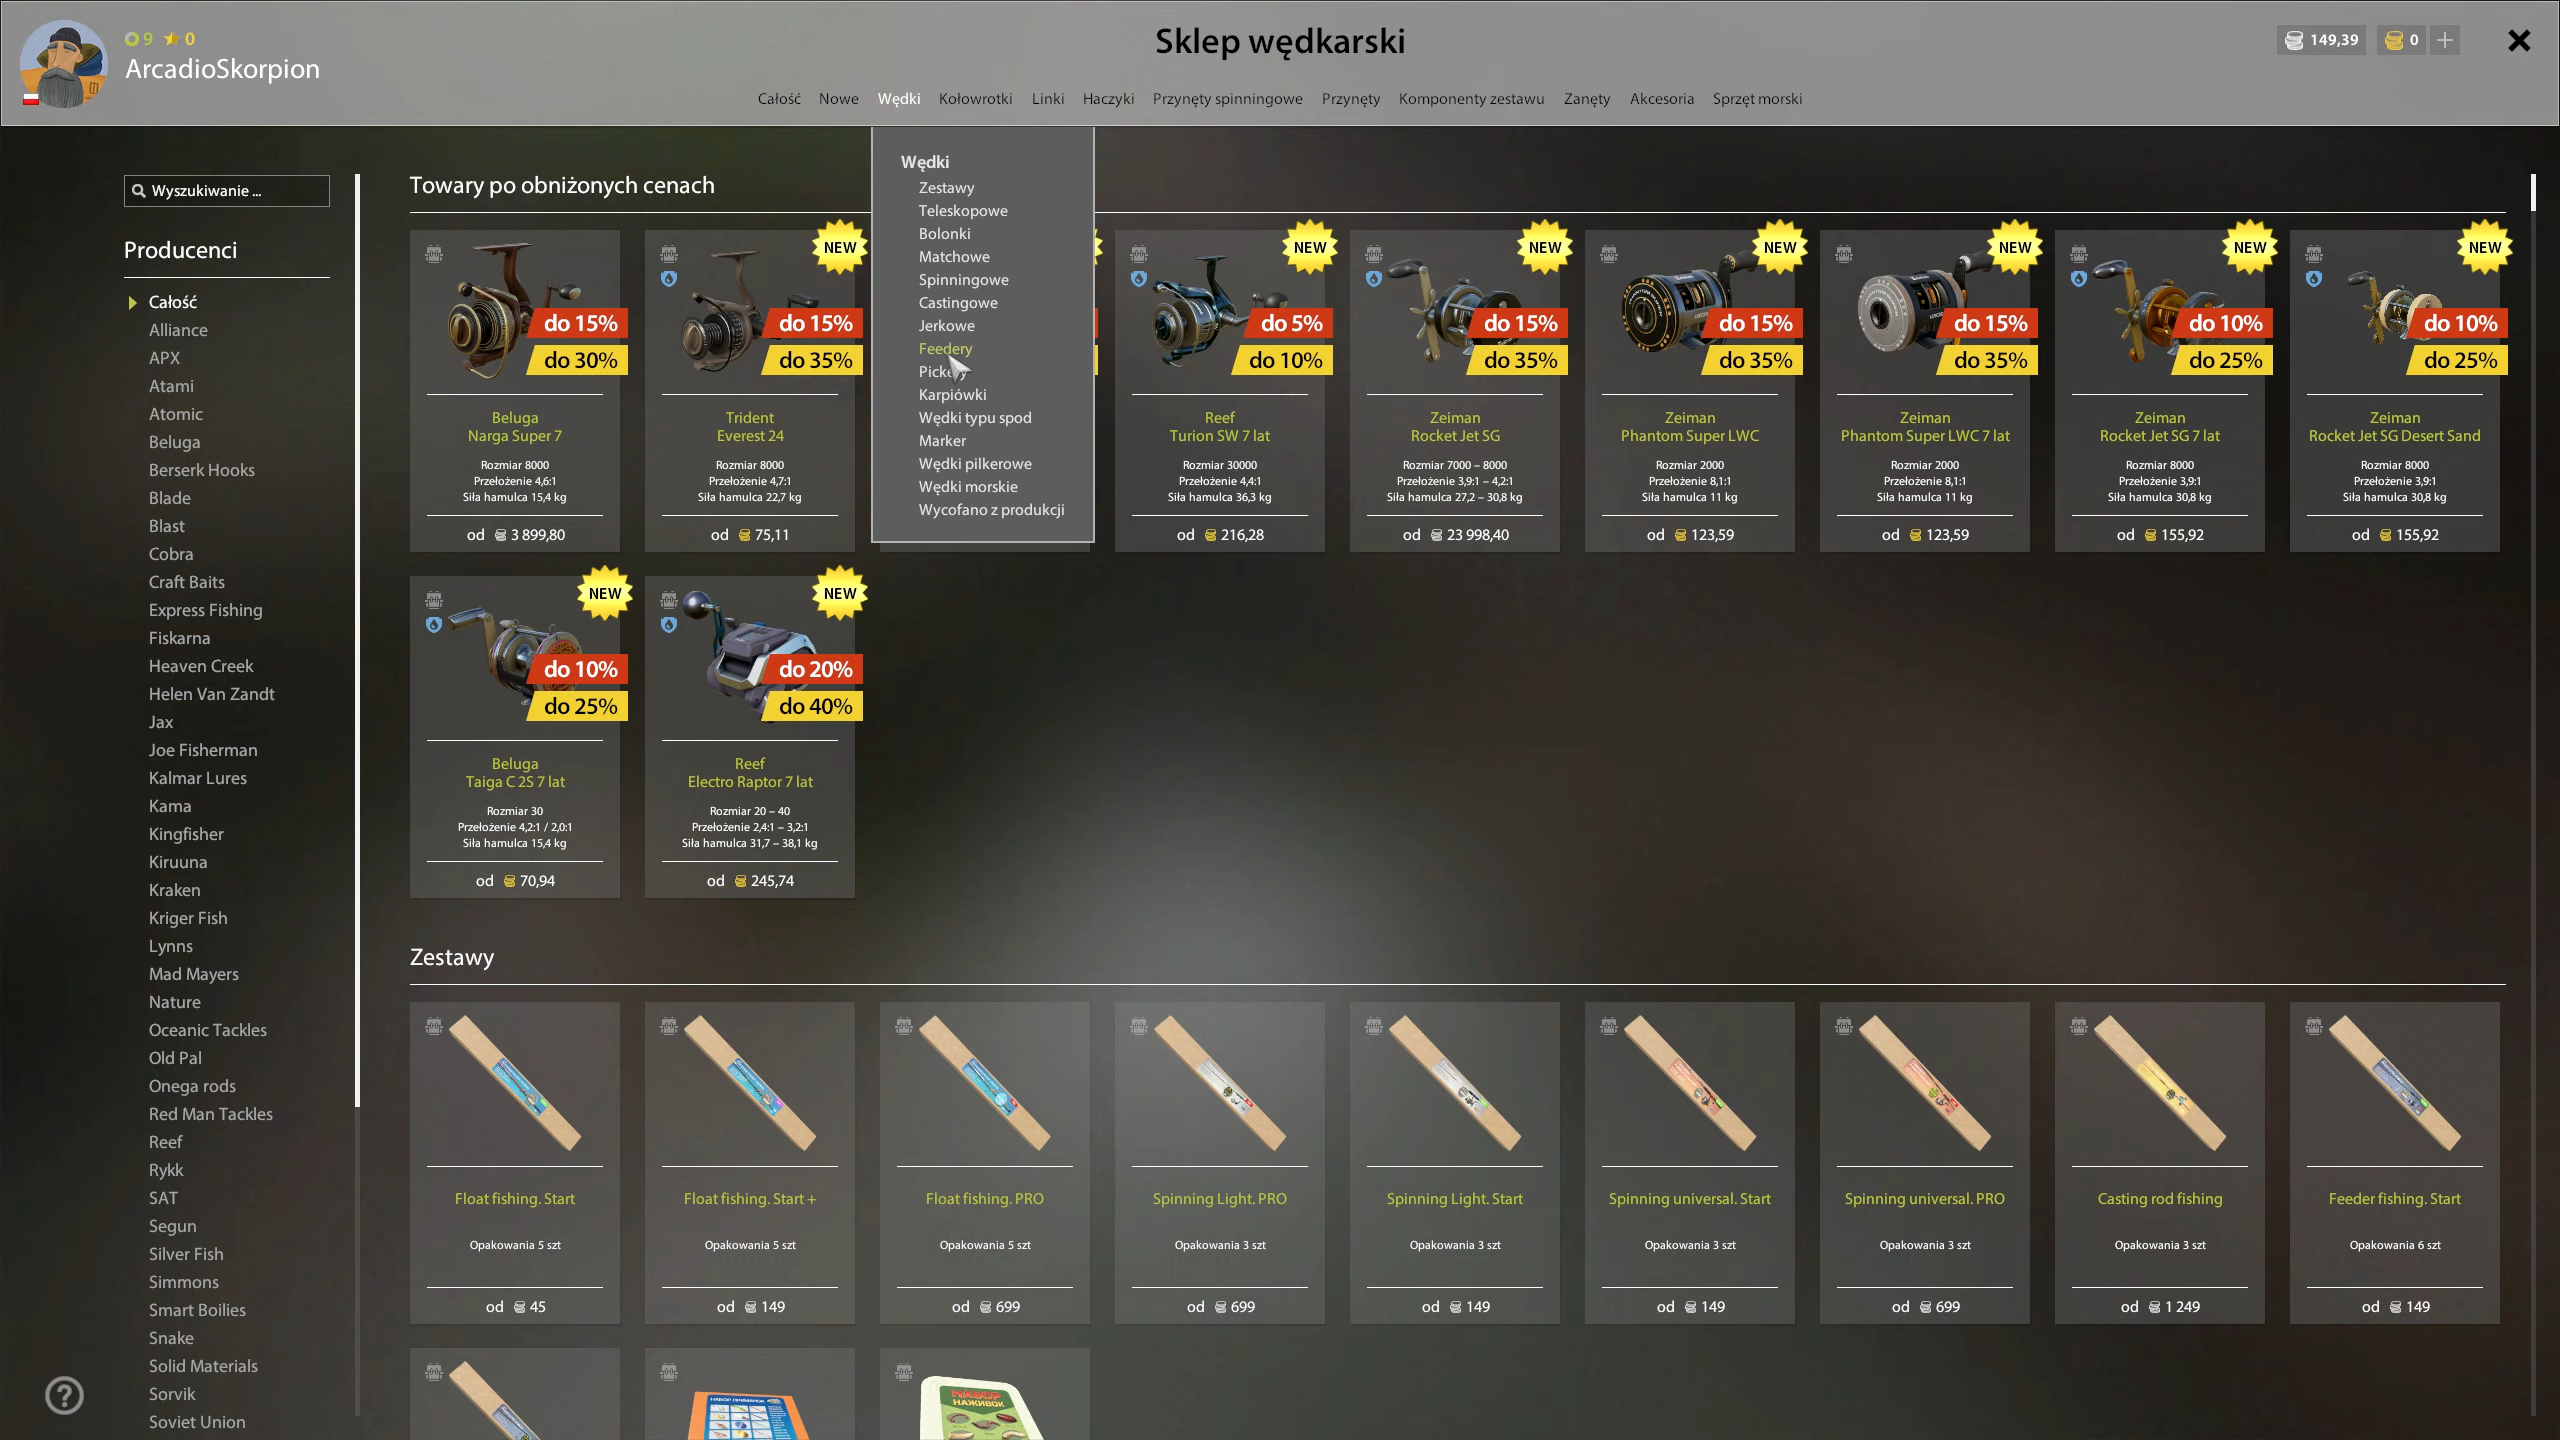 9 0
ArcadioSkorpion
Sklep wędkarski
149,39 0
Całość Nowe Wędki Kołowrotki Linki Haczyki Przynęty spinningowe Przynęty Komponenty zestawu Zanęty Akcesoria Sprzęt morski
Wędki
Zestawy
Teleskopowe
Bolonki
Matchowe
Spinningowe
Castingowe
Jerkowe
Feedery
Karpiówki
Wędki typu spod
Marker
Wędki pilkerowe
Wędki morskie
Wycofano z produkcji
Wyszukiwanie ...
Producenci
Całość
Alliance
APX
Atami
Atomic
Beluga
Berserk Hooks
Blade
Blast
Cobra
Craft Baits
Express Fishing
Fiskarna
Heaven Creek
Helen Van Zandt
Jax
Joe Fisherman
Kalmar Lures
Kama
Kingfisher
Kiruuna
Kraken
Kriger Fish
Lynns
Mad Mayers
Nature
Oceanic Tackles
Old Pal
Onega rods
Red Man Tackles
Reef
Rykk
SAT
Segun
Silver Fish
Simmons
Smart Boilies
Snake
Solid Materials
Sorvik
Soviet Union
Towary po obniżonych cenach
do 15%
do 30%
Beluga
Narga Super 7
Rozmiar 8000
Przełożenie 4,6:1
Siła hamulca 15,4 kg
od 3 899,80
NEW
do 15%
do 35%
Trident
Everest 24
Rozmiar 8000
Przełożenie 4,7:1
Siła hamulca 22,7 kg
od 75,11
NEW
do 5%
do 10%
Reef
Turion SW 7 lat
Rozmiar 30000
Przełożenie 4,4:1
Siła hamulca 36,3 kg
od 216,28
NEW
do 15%
do 35%
Zeiman
Rocket Jet SG
Rozmiar 7000 – 8000
Przełożenie 3,9:1 – 4,2:1
Siła hamulca 27,2 – 30,8 kg
od 23 998,40
NEW
do 15%
do 35%
Zeiman
Phantom Super LWC
Rozmiar 2000
Przełożenie 8,1:1
Siła hamulca 11 kg
od 123,59
NEW
do 15%
do 35%
Zeiman
Phantom Super LWC 7 lat
Rozmiar 2000
Przełożenie 8,1:1
Siła hamulca 11 kg
od 123,59
NEW
do 10%
do 25%
Zeiman
Rocket Jet SG 7 lat
Rozmiar 8000
Przełożenie 3,9:1
Siła hamulca 30,8 kg
od 155,92
NEW
do 10%
do 25%
Zeiman
Rocket Jet SG Desert Sand
Rozmiar 8000
Przełożenie 3,9:1
Siła hamulca 30,8 kg
od 155,92
NEW
do 10%
do 25%
Beluga
Taiga C 2S 7 lat
Rozmiar 30
Przełożenie 4,2:1 / 2,0:1
Siła hamulca 15,4 kg
od 70,94
NEW
do 20%
do 40%
Reef
Electro Raptor 7 lat
Rozmiar 20 – 40
Przełożenie 2,4:1 – 3,2:1
Siła hamulca 31,7 – 38,1 kg
od 245,74
Zestawy
Float fishing. Start
Opakowania 5 szt
od 45
Float fishing. Start +
Opakowania 5 szt
od 149
Float fishing. PRO
Opakowania 5 szt
od 699
Spinning Light. PRO
Opakowania 3 szt
od 699
Spinning Light. Start
Opakowania 3 szt
od 149
Spinning universal. Start
Opakowania 3 szt
od 149
Spinning universal. PRO
Opakowania 3 szt
od 699
Casting rod fishing
Opakowania 3 szt
od 1 249
Feeder fishing. Start
Opakowania 6 szt
od 149
НАБОР ПРИМАНОК
НАБОР
НАЖИВОК